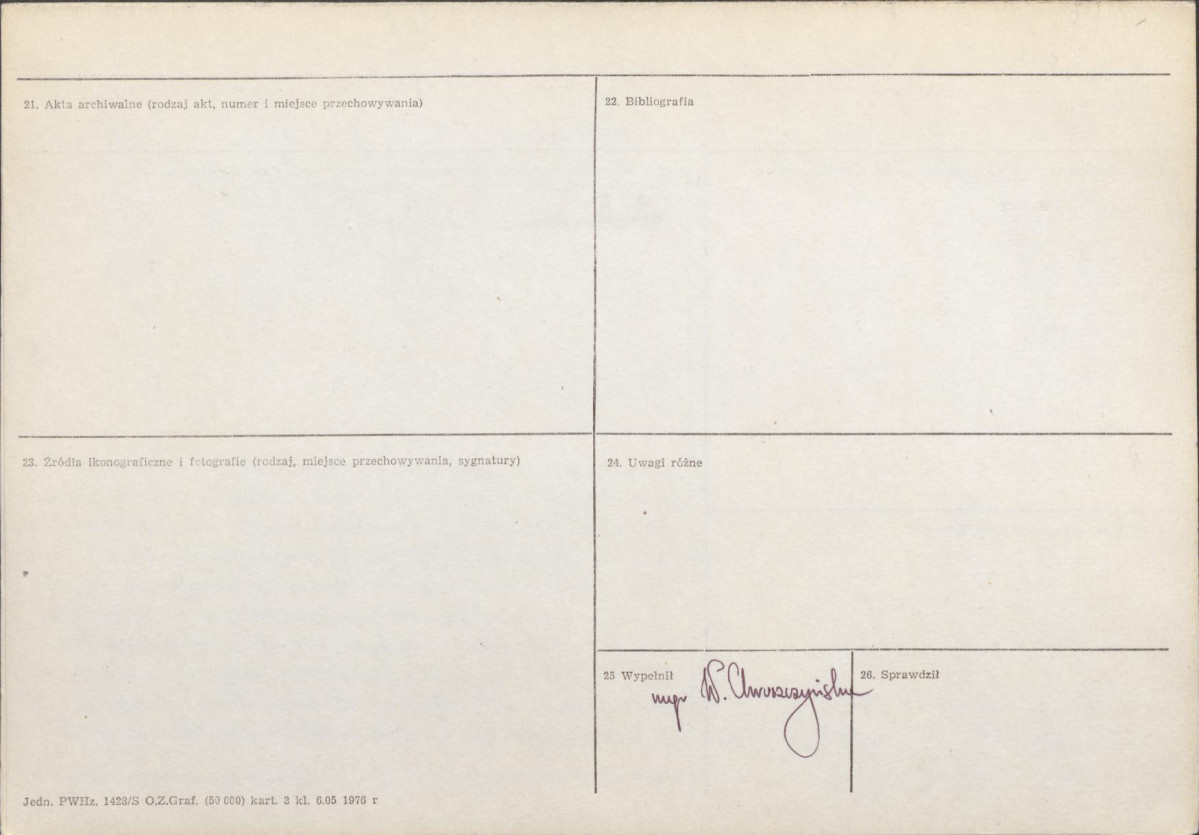 21. Akta archiwalne (rodzaj akt, numer i miejsce przechowywania)
22. Bibliografia
23. Źródła ikonograficzne i fotografie (rodzaj, miejsce przechowywania, sygnatury)
24. Uwagi różne
25 Wypełnił
mgr W.
26. Sprawdził
Jedn. PWHz. 1428/S O.Z.Graf. (50 000) kart. 3 kl. 6.05 1976 r